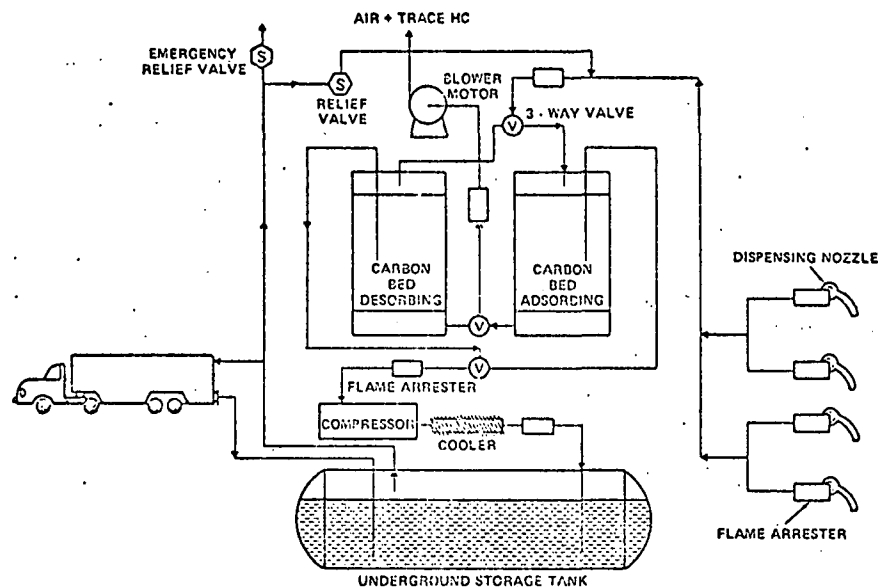 AIR + TRACE HC
EMERGENCY
RELIEF VALVE
S
S
RELIEF
VALVE
BLOWER
MOTOR
3 - WAY VALVE
V
CARBON
BED
DESORBING
CARBON
BED
ADSORBING
V
V
DISPENSING NOZZLE
FLAME ARRESTER
COMPRESSOR
COOLER
FLAME ARRESTER
UNDERGROUND STORAGE TANK